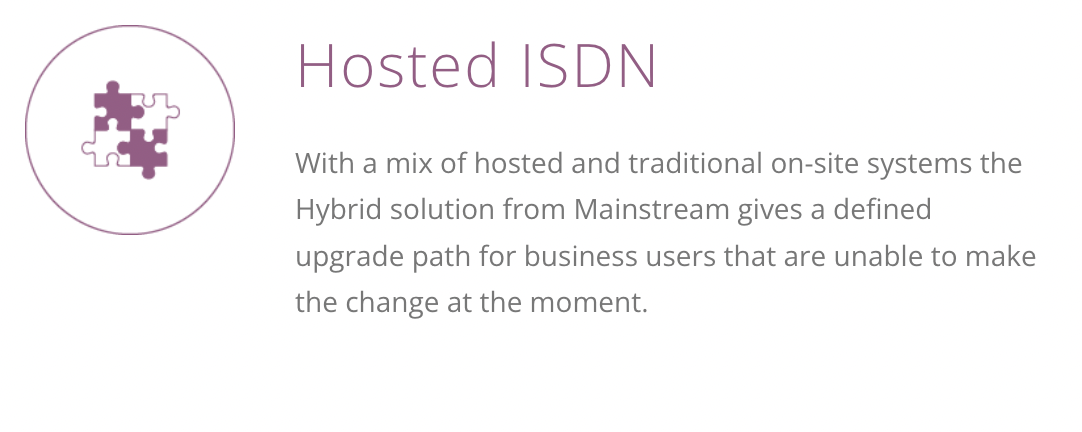 Hosted ISDN
With a mix of hosted and traditional on-site systems the
Hybrid solution from Mainstream gives a defined
upgrade path for business users that are unable to make
the change at the moment.